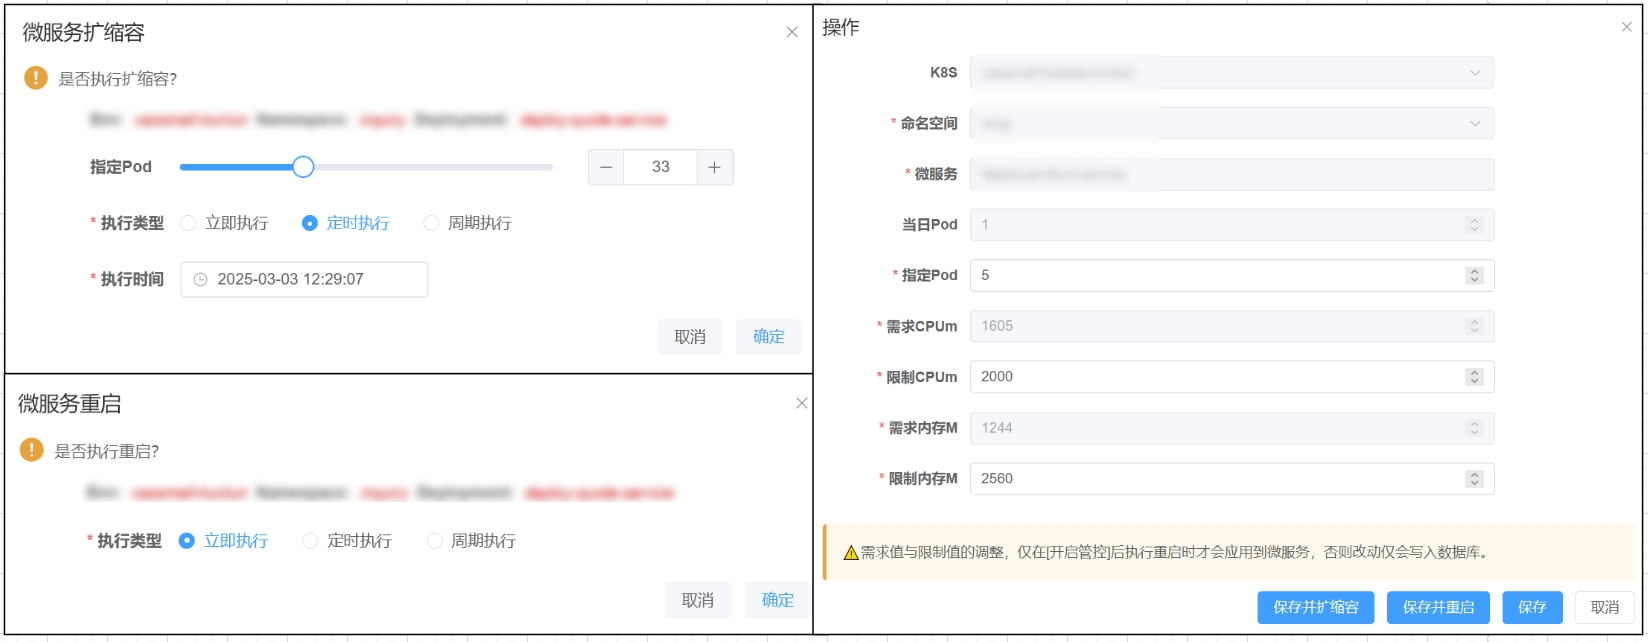 微服务扩缩容
是否执行扩缩容?
指定Pod 33
* 执行类型 立即执行 定时执行 周期执行
* 执行时间 2025-03-03 12:29:07
取消 确定
微服务重启
是否执行重启?
* 执行类型 立即执行 定时执行 周期执行
取消 确定
操作
K8S
* 命名空间
* 微服务
当日Pod 1
* 指定Pod 5
* 需求CPUm 1605
* 限制CPUm 2000
* 需求内存M 1244
* 限制内存M 2560
需求值与限制值的调整，仅在[开启管控]后执行重启时才会应用到微服务，否则改动仅会写入数据库。
保存并扩缩容 保存并重启 保存 取消